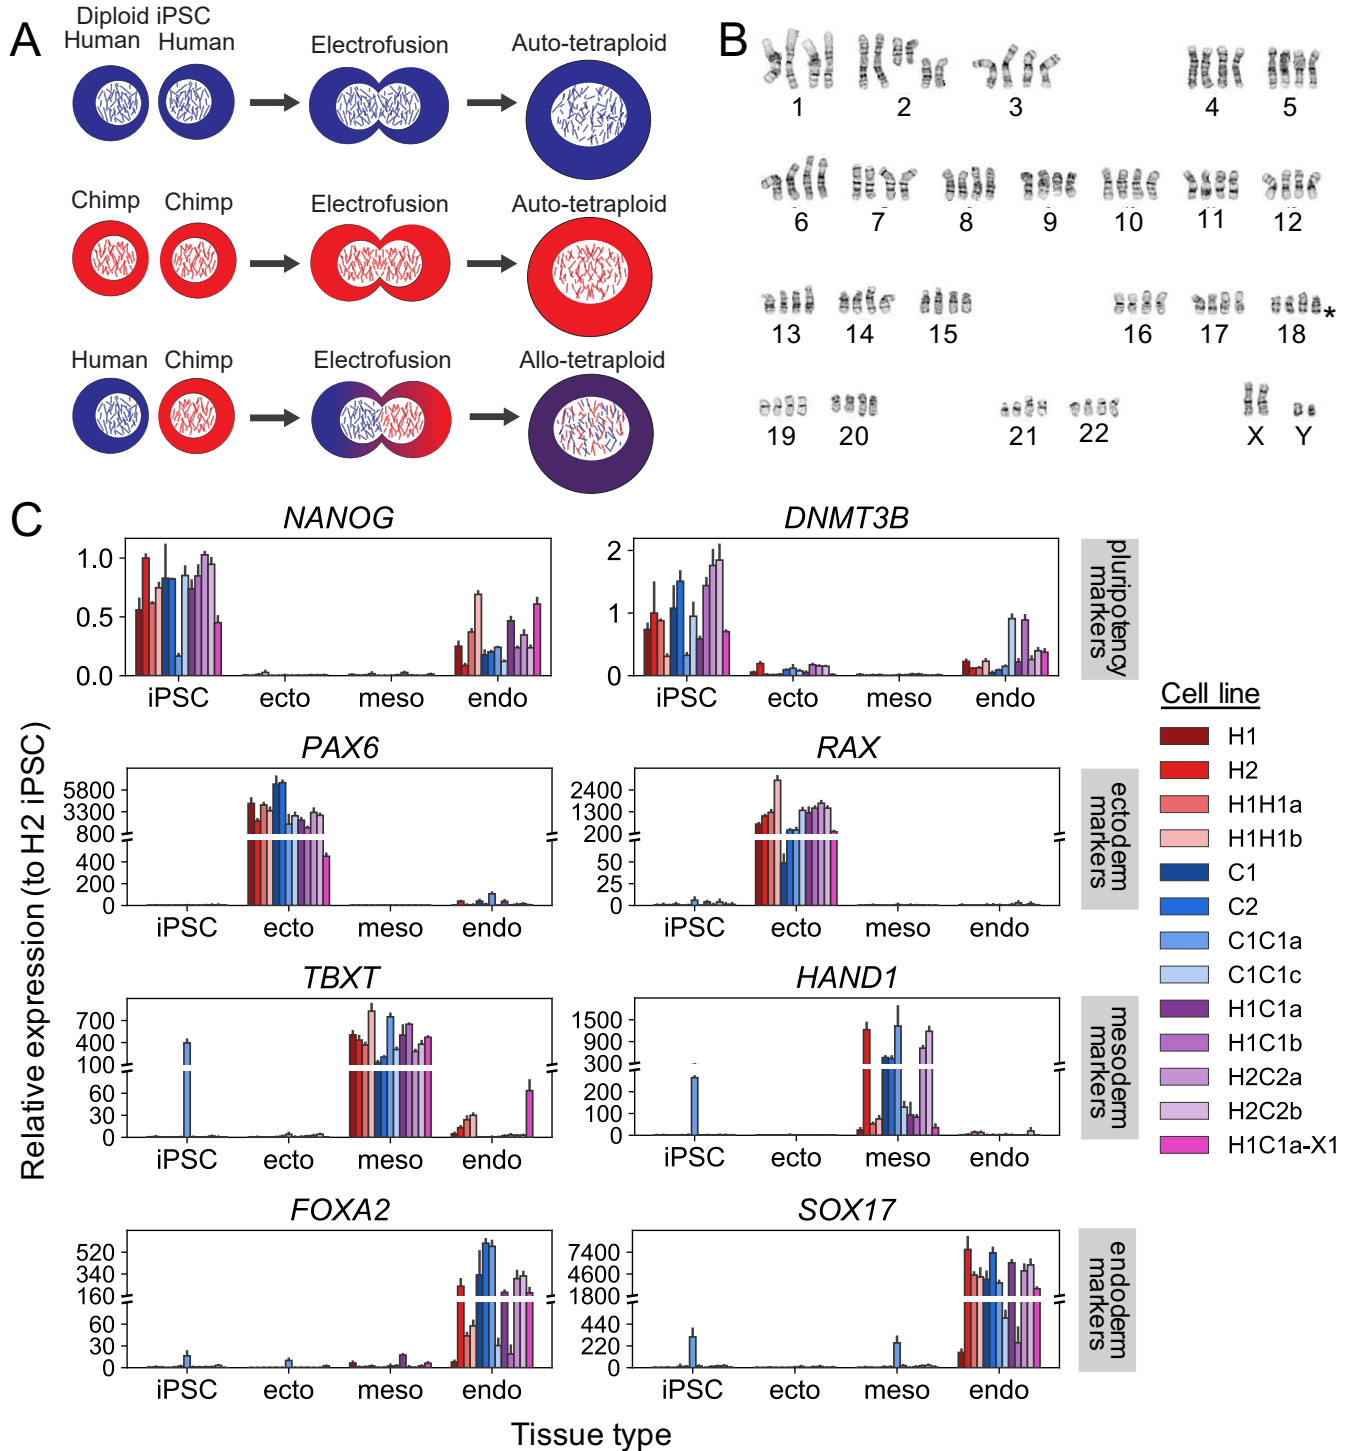 A
Diploid iPSC
Human Human
Electrofusion
Auto-tetraploid
Chimp Chimp
Electrofusion
Auto-tetraploid
Human Chimp
Electrofusion
Allo-tetraploid
B
1 2 3 4 5
6 7 8 9 10 11 12
13 14 15 16 17 18 *
19 20 21 22 X Y
C
Relative expression (to H2 iPSC)
NANOG
1.0
0.5
0.0
iPSC ecto meso endo
DNMT3B
2
1
0
iPSC ecto meso endo
pluripotency
markers
PAX6
5800
3300
800
400
200
0
iPSC ecto meso endo
RAX
2400
1300
200
50
25
0
iPSC ecto meso endo
ectoderm
markers
TBXT
700
400
100
60
30
0
iPSC ecto meso endo
HAND1
1500
900
300
200
100
0
iPSC ecto meso endo
mesoderm
markers
FOXA2
520
340
160
60
30
0
iPSC ecto meso endo
SOX17
7400
4600
1800
440
220
0
iPSC ecto meso endo
endoderm
markers
Tissue type
Cell line
H1
H2
H1H1a
H1H1b
C1
C2
C1C1a
C1C1c
H1C1a
H1C1b
H2C2a
H2C2b
H1C1a-X1